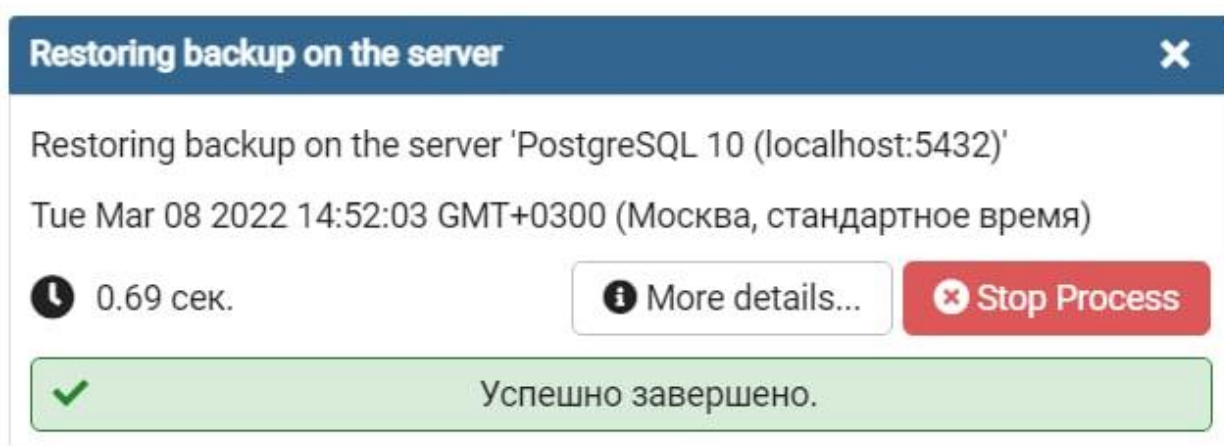 Restoring backup on the server
Restoring backup on the server 'PostgreSQL 10 (localhost:5432)'
Tue Mar 08 2022 14:52:03 GMT+0300 (Москва, стандартное время)
0.69 сек. More details... Stop Process
Успешно завершено.